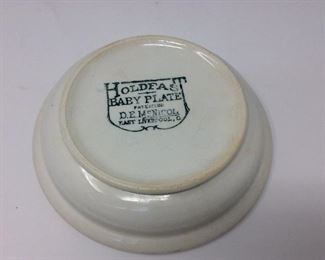 HOLDFAST
BABY PLATE
PATENTED
D.E. McNICOL
EAST LIVERPOOL, O.